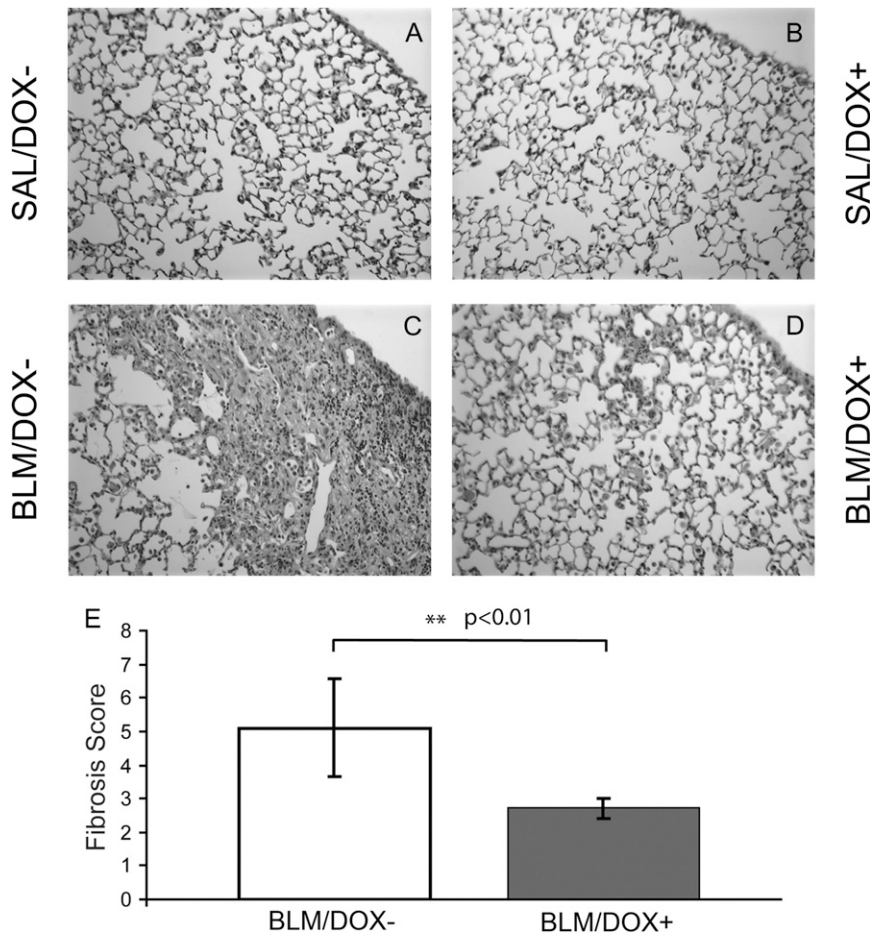 A
B
SAL/DOX-
SAL/DOX+
C
D
BLM/DOX-
BLM/DOX+
E
** p<0.01
8
7
6
5
4
3
2
1
0
Fibrosis Score
BLM/DOX-
BLM/DOX+